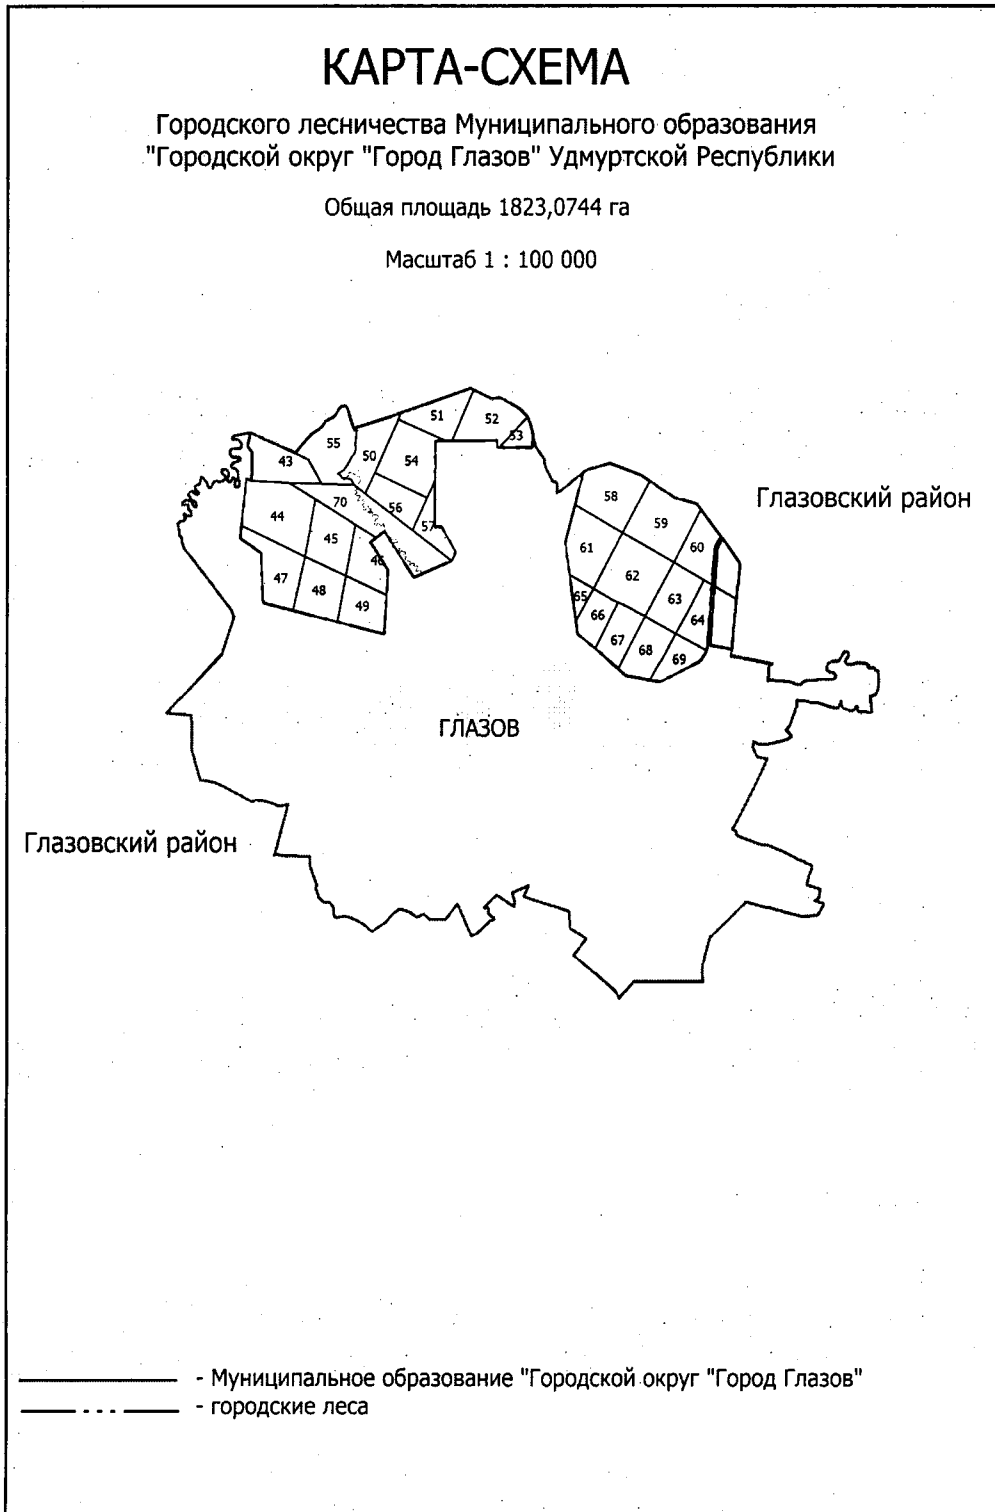 КАРТА-СХЕМА
Городского лесничества Муниципального образования
"Городской округ "Город Глазов" Удмуртской Республики
Общая площадь 1823,0744 га
Масштаб 1 : 100 000
51
52
53
55
50
54
43
70
56
57
44
45
46
47
48
49
58
59
60
61
62
63
64
65
66
67
68
69
Глазовский район
ГЛАЗОВ
Глазовский район
- Муниципальное образование "Городской округ "Город Глазов"
- городские леса